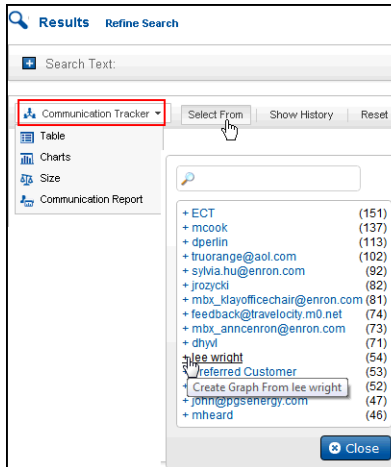 Results Refine Search
+ Search Text:
Communication Tracker Select From Show History Reset
Table
Charts
Size
Communication Report
+ ECT (151)
+ mcook (137)
+ dperlin (113)
+ truorange@aol.com (102)
+ sylvia.hu@enron.com (92)
+ jrozycki (82)
+ mbx_klayofficechair@enron.com (81)
+ feedback@travelocity.m0.net (74)
+ mbx_anncenron@enron.com (73)
+ dhyvl (71)
+ lee wright (54)
referred Customer (53)
Create Graph From lee wright (52)
+ john@pgsenergy.com (47)
+ mheard (46)
Close